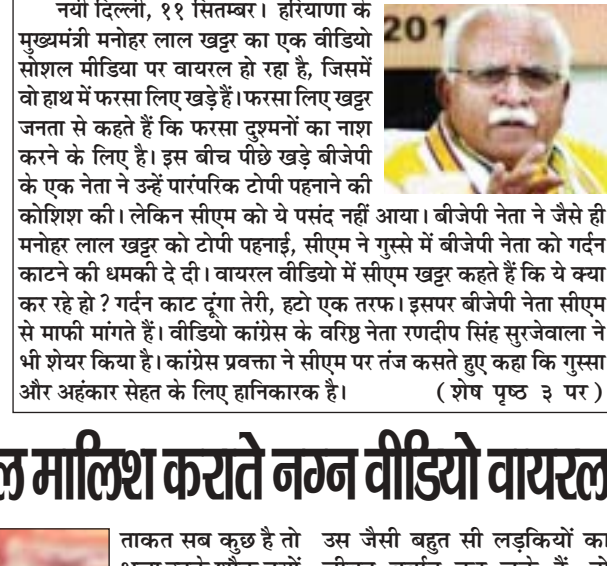 नयी दिल्ली, ११ सितम्बर। हरियाणा के
मुख्यमंत्री मनोहर लाल खट्टर का एक वीडियो
सोशल मीडिया पर वायरल हो रहा है, जिसमें
वो हाथ में फरसा लिए खड़े हैं। फरसा लिए खट्टर
जनता से कहते हैं कि फरसा दुश्मनों का नाश
करने के लिए है। इस बीच पीछे खड़े बीजेपी
के एक नेता ने उन्हें पारंपरिक टोपी पहनाने की
201
कोशिश की। लेकिन सीएम को ये पसंद नहीं आया। बीजेपी नेता ने जैसे ही
मनोहर लाल खट्टर को टोपी पहनाई, सीएम ने गुस्से में बीजेपी नेता को गर्दन
काटने की धमकी दे दी। वायरल वीडियो में सीएम खट्टर कहते हैं कि ये क्या
कर रहे हो ? गर्दन काट दूंगा तेरी, हटो एक तरफ। इसपर बीजेपी नेता सीएम
से माफी मांगते हैं। वीडियो कांग्रेस के वरिष्ठ नेता रणदीप सिंह सुरजेवाला ने
भी शेयर किया है। कांग्रेस प्रवक्ता ने सीएम पर तंज कसते हुए कहा कि गुस्सा
और अहंकार सेहत के लिए हानिकारक है। ( शेष पृष्ठ ३ पर )
ल मालिश कराते नग्न वीडियो वायरल
ताकत सब कुछ है तो
उस जैसी बहुत सी लड़कियों का